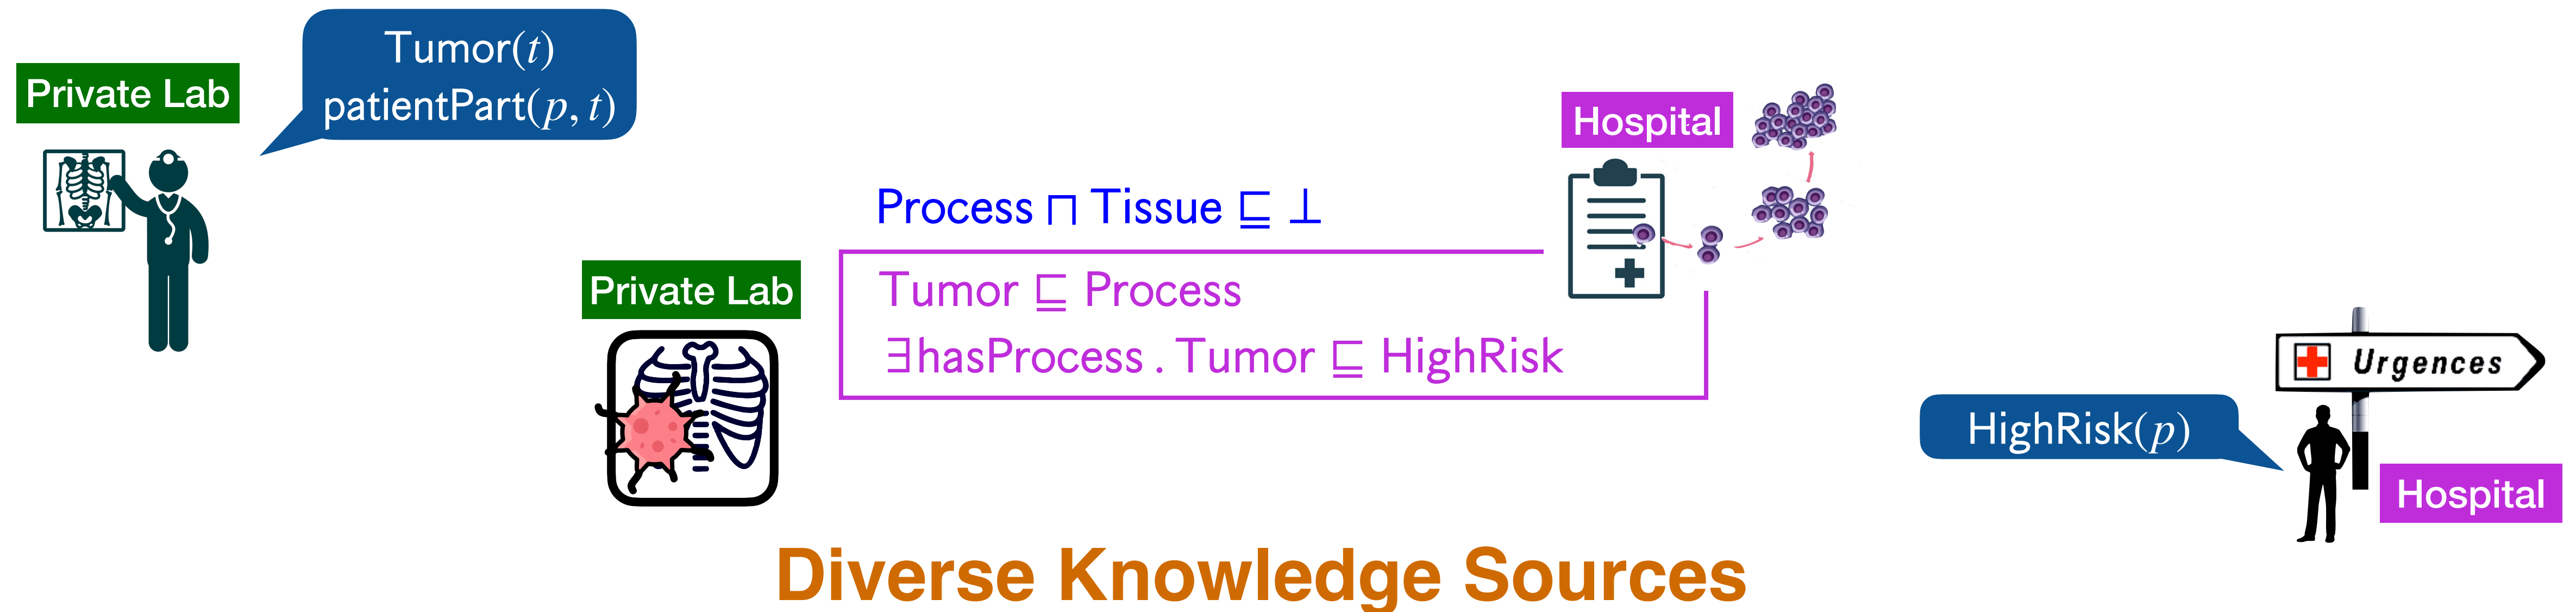 Private Lab
Tumor(t)
patientPart(p, t)
Process ⊓ Tissue ⊑ ⊥
Private Lab
Tumor ⊑ Process
∃hasProcess . Tumor ⊑ HighRisk
Hospital
Urgences
HighRisk(p)
Hospital
Diverse Knowledge Sources